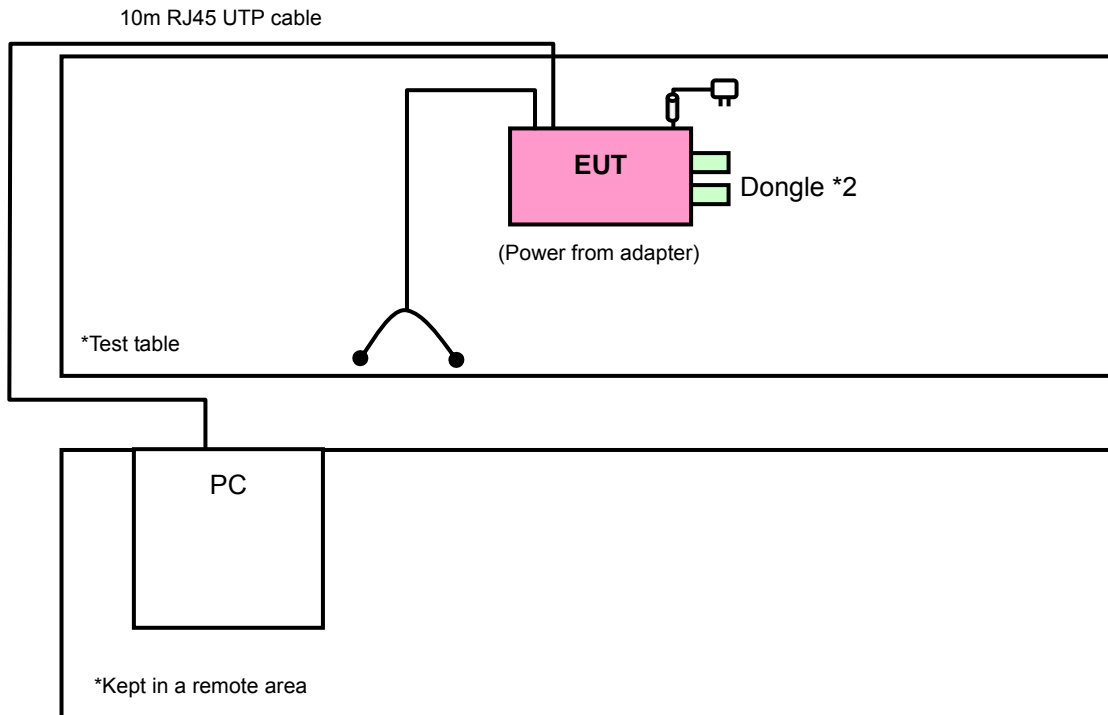 10m RJ45 UTP cable
EUT
Dongle *2
(Power from adapter)
*Test table
PC
*Kept in a remote area